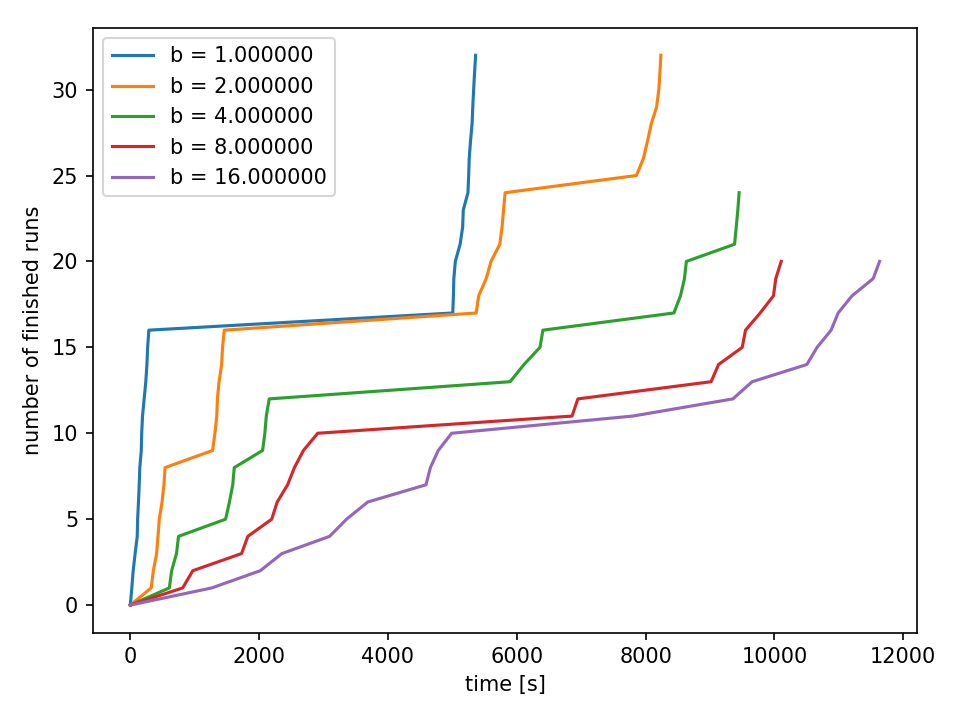 b = 1.000000
b = 2.000000
b = 4.000000
b = 8.000000
b = 16.000000
30
25
20
15
10
5
0
number of finished runs
0 2000 4000 6000 8000 10000 12000
time [s]